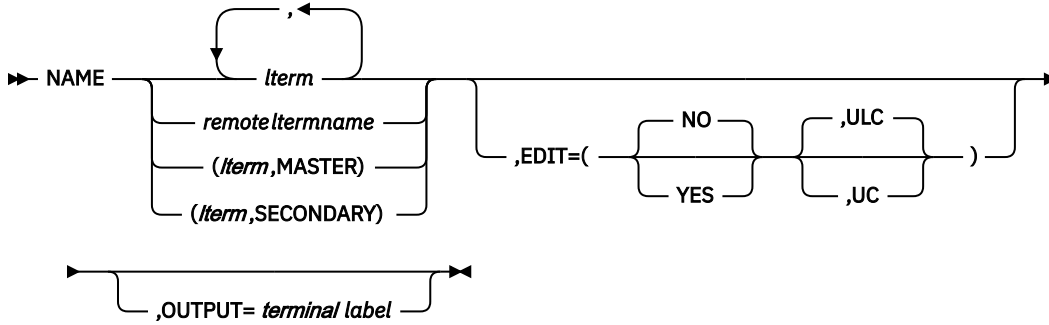 ,
NAME lterm
remoteltermname
(lterm,MASTER)
(lterm,SECONDARY)
,EDIT=( NO ,ULC )
YES ,UC
,OUTPUT= terminal label